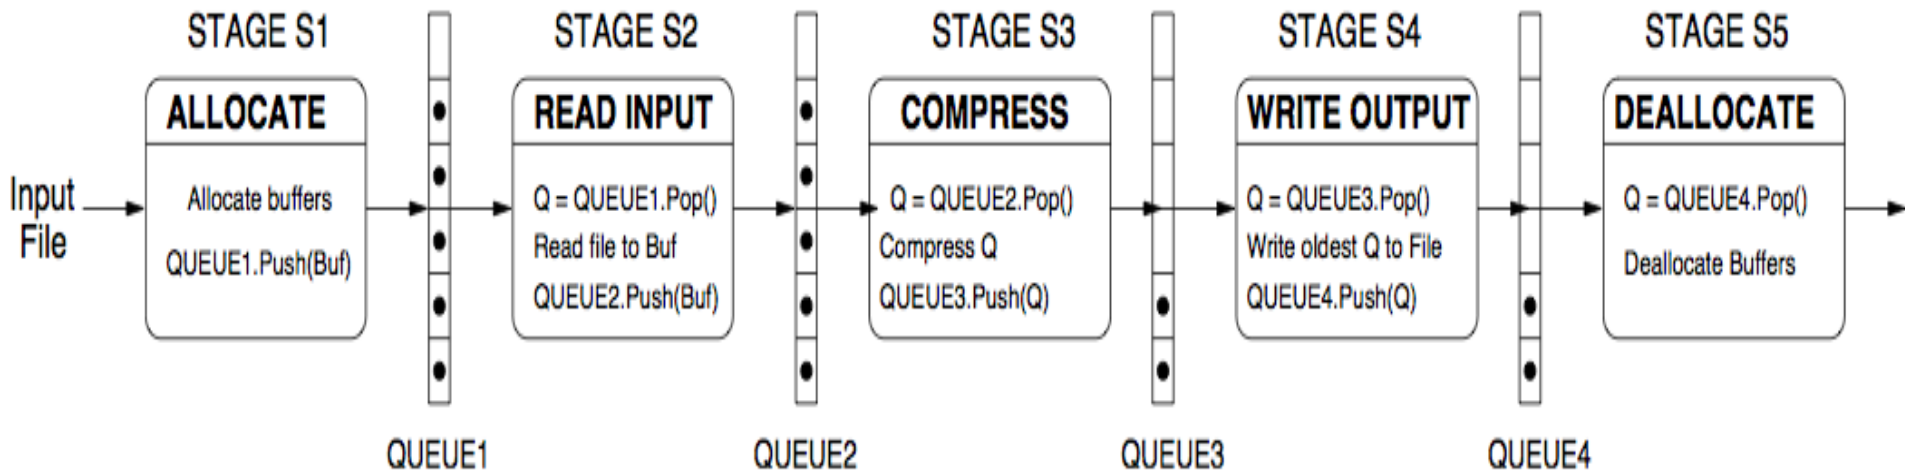 STAGE S1
STAGE S2
STAGE S3
STAGE S4
STAGE S5
Input
File
ALLOCATE
Allocate buffers
QUEUE1.Push(Buf)
READ INPUT
Q = QUEUE1.Pop()
Read file to Buf
QUEUE2.Push(Buf)
COMPRESS
Q = QUEUE2.Pop()
Compress Q
QUEUE3.Push(Q)
WRITE OUTPUT
Q = QUEUE3.Pop()
Write oldest Q to File
QUEUE4.Push(Q)
DEALLOCATE
Q = QUEUE4.Pop()
Deallocate Buffers
QUEUE1
QUEUE2
QUEUE3
QUEUE4